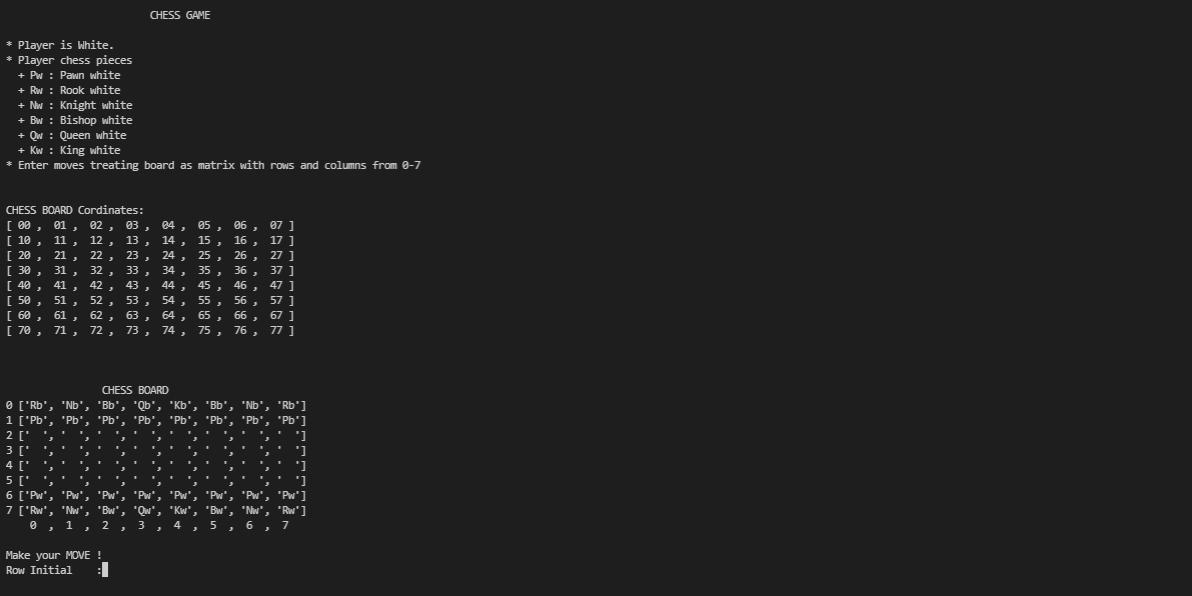 CHESS GAME
* Player is White.
* Player chess pieces
+ Pw : Pawn white
+ Rw : Rook white
+ Nw : Knight white
+ Bw : Bishop white
+ Qw : Queen white
+ Kw : King white
* Enter moves treating board as matrix with rows and columns from 0-7
CHESS BOARD Cordinates:
[ 00 ,  01 ,  02 ,  03 ,  04 ,  05 ,  06 ,  07 ]
[ 10 ,  11 ,  12 ,  13 ,  14 ,  15 ,  16 ,  17 ]
[ 20 ,  21 ,  22 ,  23 ,  24 ,  25 ,  26 ,  27 ]
[ 30 ,  31 ,  32 ,  33 ,  34 ,  35 ,  36 ,  37 ]
[ 40 ,  41 ,  42 ,  43 ,  44 ,  45 ,  46 ,  47 ]
[ 50 ,  51 ,  52 ,  53 ,  54 ,  55 ,  56 ,  57 ]
[ 60 ,  61 ,  62 ,  63 ,  64 ,  65 ,  66 ,  67 ]
[ 70 ,  71 ,  72 ,  73 ,  74 ,  75 ,  76 ,  77 ]
CHESS BOARD
0 ['Rb', 'Nb', 'Bb', 'Qb', 'Kb', 'Bb', 'Nb', 'Rb']
1 ['Pb', 'Pb', 'Pb', 'Pb', 'Pb', 'Pb', 'Pb', 'Pb']
2 ['  ', '  ', '  ', '  ', '  ', '  ', '  ', '  ']
3 ['  ', '  ', '  ', '  ', '  ', '  ', '  ', '  ']
4 ['  ', '  ', '  ', '  ', '  ', '  ', '  ', '  ']
5 ['  ', '  ', '  ', '  ', '  ', '  ', '  ', '  ']
6 ['Pw', 'Pw', 'Pw', 'Pw', 'Pw', 'Pw', 'Pw', 'Pw']
7 ['Rw', 'Nw', 'Bw', 'Qw', 'Kw', 'Bw', 'Nw', 'Rw']
0  ,  1  ,  2  ,  3  ,  4  ,  5  ,  6  ,  7
Make your MOVE !
Row Initial    :